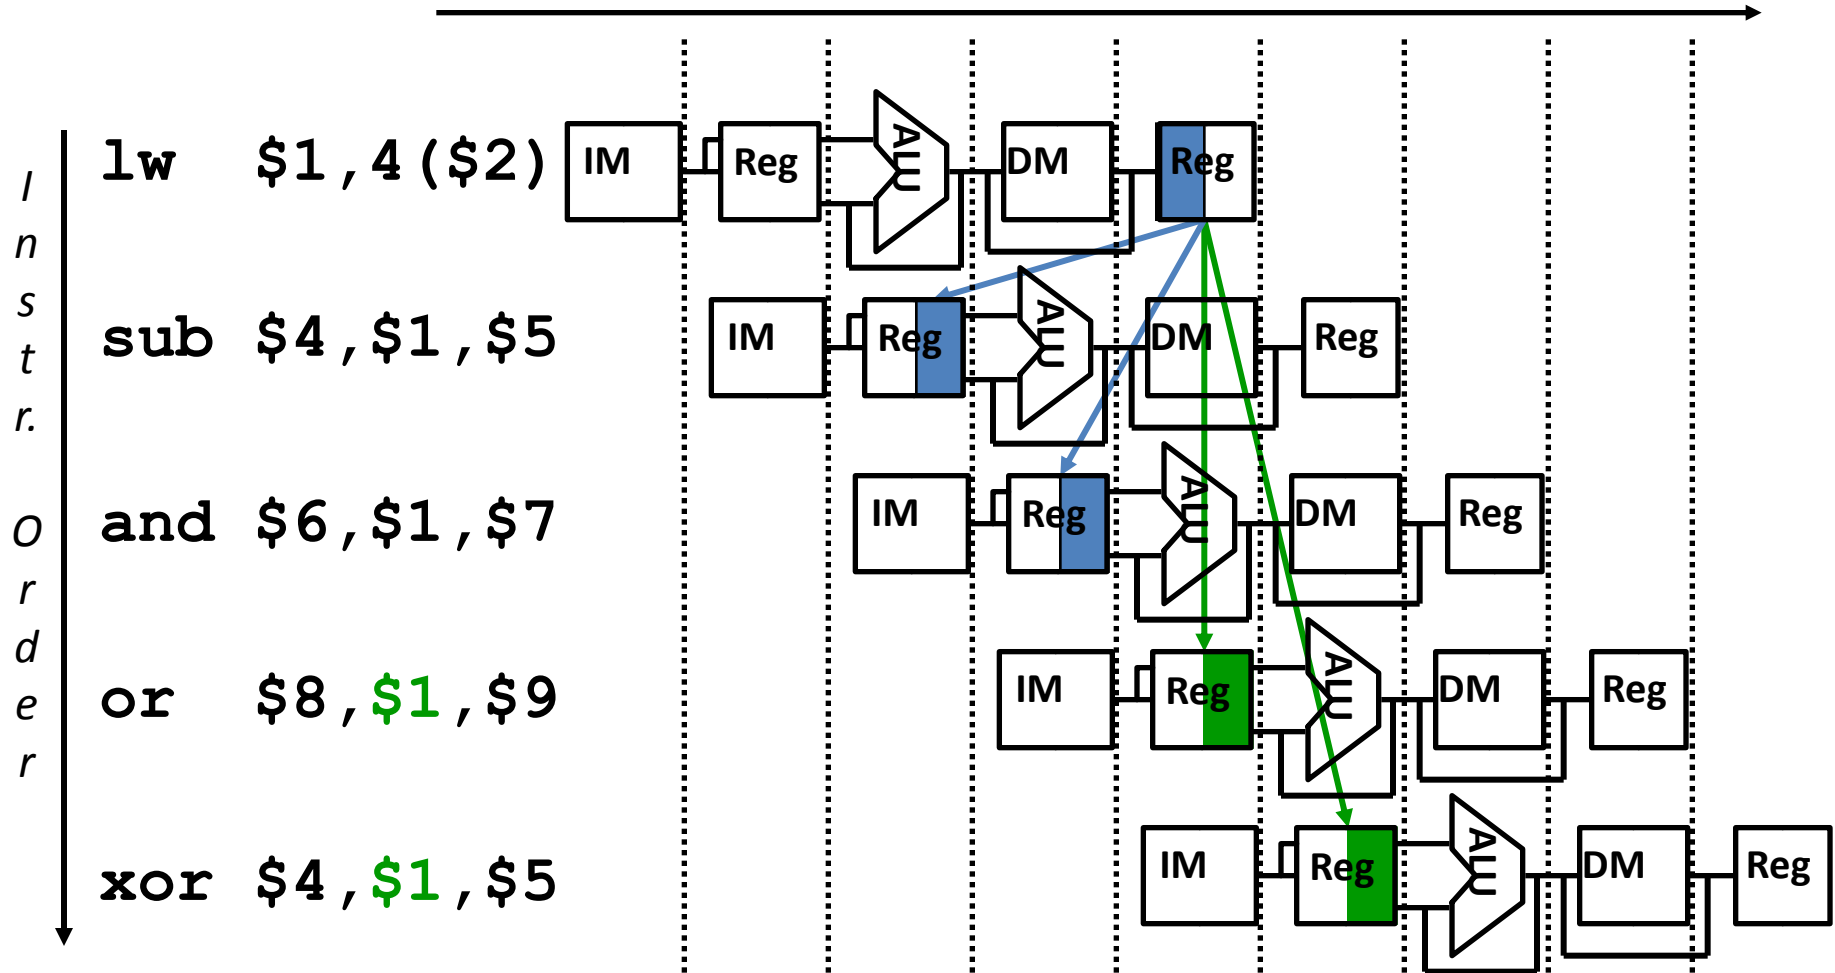 Instr. Order
lw $1,4($2) IM Reg ALU DM Reg
sub $4,$1,$5 IM Reg ALU DM Reg
and $6,$1,$7 IM Reg ALU DM Reg
or $8,$1,$9 IM Reg ALU DM Reg
xor $4,$1,$5 IM Reg ALU DM Reg